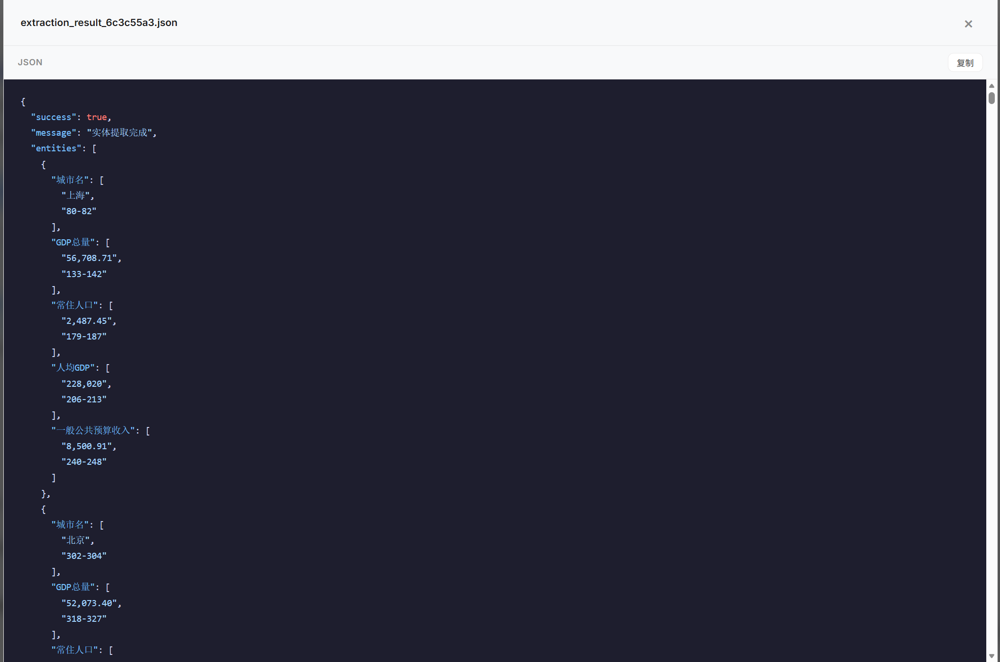 extraction_result_6c3c55a3.json
×
JSON
复制
{
  "success": true,
  "message": "实体提取完成",
  "entities": [
    {
      "城市名": [
        "上海",
        "80-82"
      ],
      "GDP总量": [
        "56,708.71",
        "133-142"
      ],
      "常住人口": [
        "2,487.45",
        "179-187"
      ],
      "人均GDP": [
        "228,020",
        "206-213"
      ],
      "一般公共预算收入": [
        "8,500.91",
        "240-248"
      ]
    },
    {
      "城市名": [
        "北京",
        "302-304"
      ],
      "GDP总量": [
        "52,073.40",
        "318-327"
      ],
      "常住人口": [